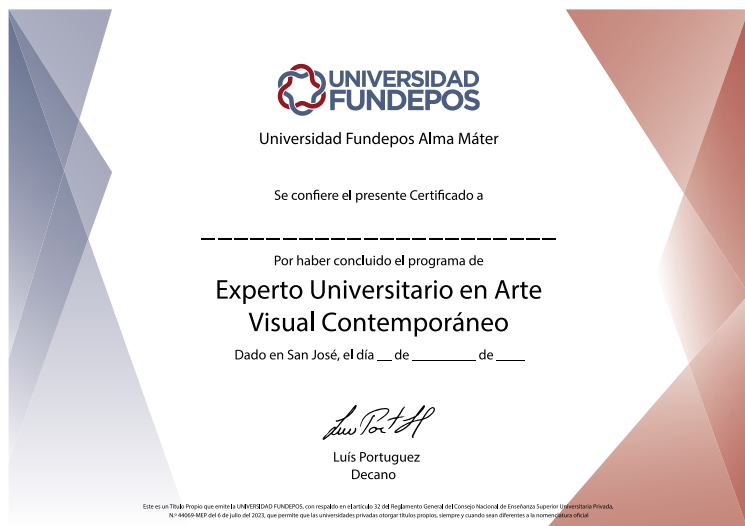 UNIVERSIDAD
FUNDEPOS
Universidad Fundepos Alma Máter
Se confiere el presente Certificado a
_ _ _ _ _ _ _ _ _ _ _ _ _ _ _ _ _ _ _ _ _ _
Por haber concluido el programa de
Experto Universitario en Arte
Visual Contemporáneo
Dado en San José, el día __ de _________ de ____
Luís Portuguez
Decano
Este es un Título Propio que emite la UNIVERSIDAD FUNDEPOS, con respaldo en el artículo 32 del Reglamento General del Consejo Nacional de Enseñanza Superior Universitaria Privada,
N.º 44069-MEP del 6 de julio del 2023, que permite que las universidades privadas otorgar títulos propios, siempre y cuando sean diferentes a la nomenclatura oficial